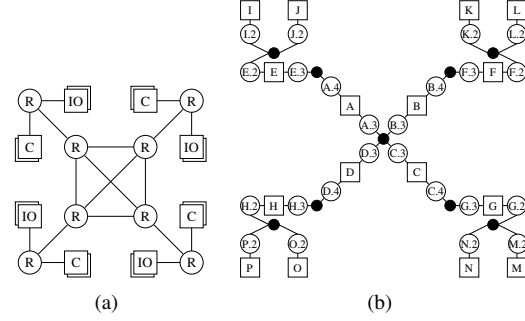 I J K L
I.2 J.2 K.2 L.2
E.2 E E.3 F.3 F F.2
A.4 B.4
R IO C R
A B
C IO
A.3 B.3
R R
D.3 C.3
D C
IO R R C
D.4 C.4
H.2 H H.3 G.3 G G.2
R C IO R
P.2 O.2 N.2 M.2
P O N M
(a) (b)